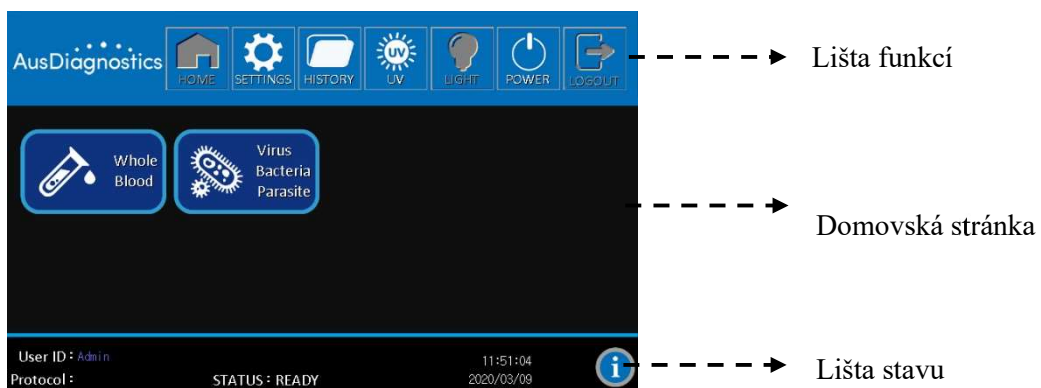 AusDiagnostics
HOME
SETTINGS
HISTORY
UV
UV
LIGHT
POWER
LOGOUT
Lišta funkcí
Whole
Blood
Virus
Bacteria
Parasite
Domovská stránka
User ID : Admin
11:51:04
Protocol :
STATUS : READY
2020/03/09
i
Lišta stavu